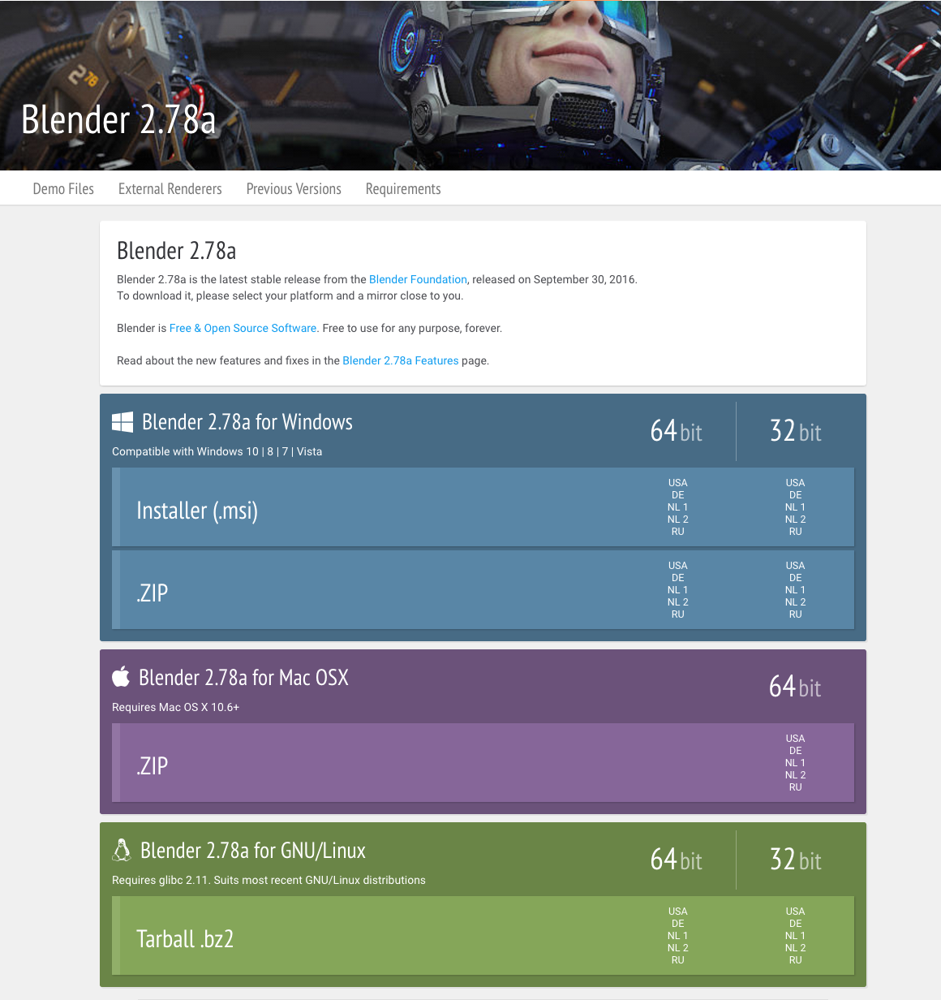 278
Blender 2.78a
Demo Files External Renderers Previous Versions Requirements
Blender 2.78a
Blender 2.78a is the latest stable release from the Blender Foundation, released on September 30, 2016.
To download it, please select your platform and a mirror close to you.
Blender is Free & Open Source Software. Free to use for any purpose, forever.
Read about the new features and fixes in the Blender 2.78a Features page.
Blender 2.78a for Windows
Compatible with Windows 10 | 8 | 7 | Vista
64 bit
32 bit
Installer (.msi)
USA
DE
NL 1
NL 2
RU
USA
DE
NL 1
NL 2
RU
.ZIP
USA
DE
NL 1
NL 2
RU
USA
DE
NL 1
NL 2
RU
Blender 2.78a for Mac OSX
Requires Mac OS X 10.6+
64 bit
.ZIP
USA
DE
NL 1
NL 2
RU
Blender 2.78a for GNU/Linux
Requires glibc 2.11. Suits most recent GNU/Linux distributions
64 bit
32 bit
Tarball .bz2
USA
DE
NL 1
NL 2
RU
USA
DE
NL 1
NL 2
RU